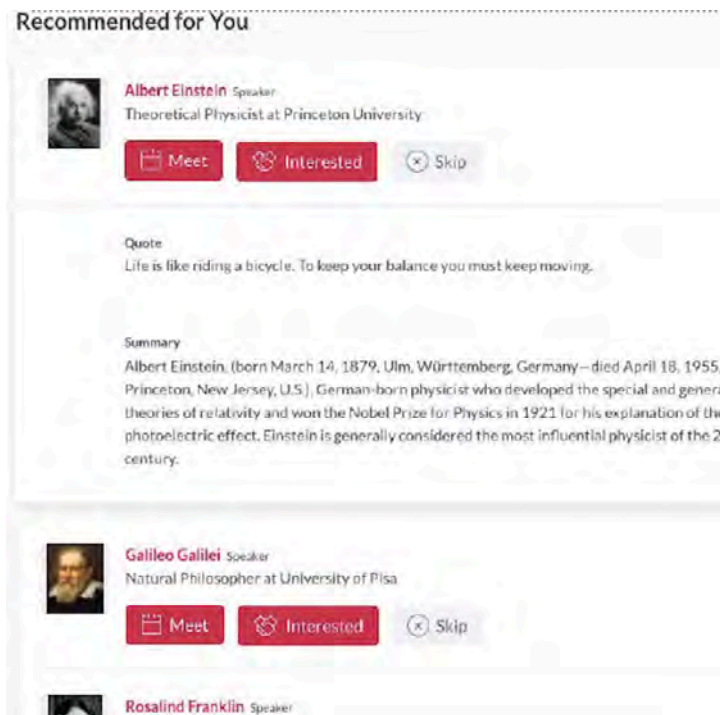 Recommended for You
Albert Einstein Speaker
Theoretical Physicist at Princeton University
Meet Interested Skip
Quote
Life is like riding a bicycle. To keep your balance you must keep moving.
Summary
Albert Einstein, (born March 14, 1879, Ulm, Württemberg, Germany—died April 18, 1955,
Princeton, New Jersey, U.S.), German-born physicist who developed the special and genera
theories of relativity and won the Nobel Prize for Physics in 1921 for his explanation of the
photoelectric effect. Einstein is generally considered the most influential physicist of the 2
century.
Galileo Galilei Speaker
Natural Philosopher at University of Pisa
Meet Interested Skip
Rosalind Franklin Speaker